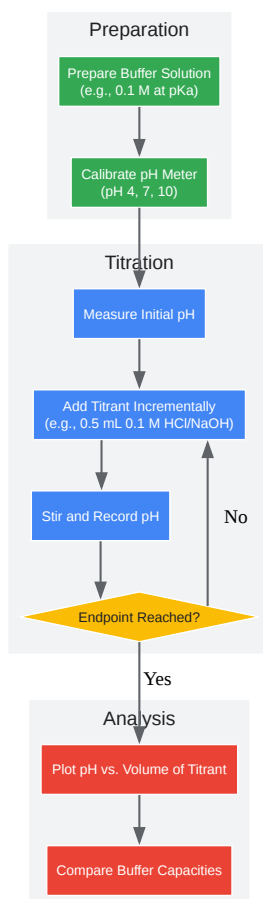 Preparation
Prepare Buffer Solution
(e.g., 0.1 M at pKa)
Calibrate pH Meter
(pH 4, 7, 10)
Titration
Measure Initial pH
Add Titrant Incrementally
(e.g., 0.5 mL 0.1 M HCl/NaOH)
Stir and Record pH
No
Endpoint Reached?
Yes
Analysis
Plot pH vs. Volume of Titrant
Compare Buffer Capacities